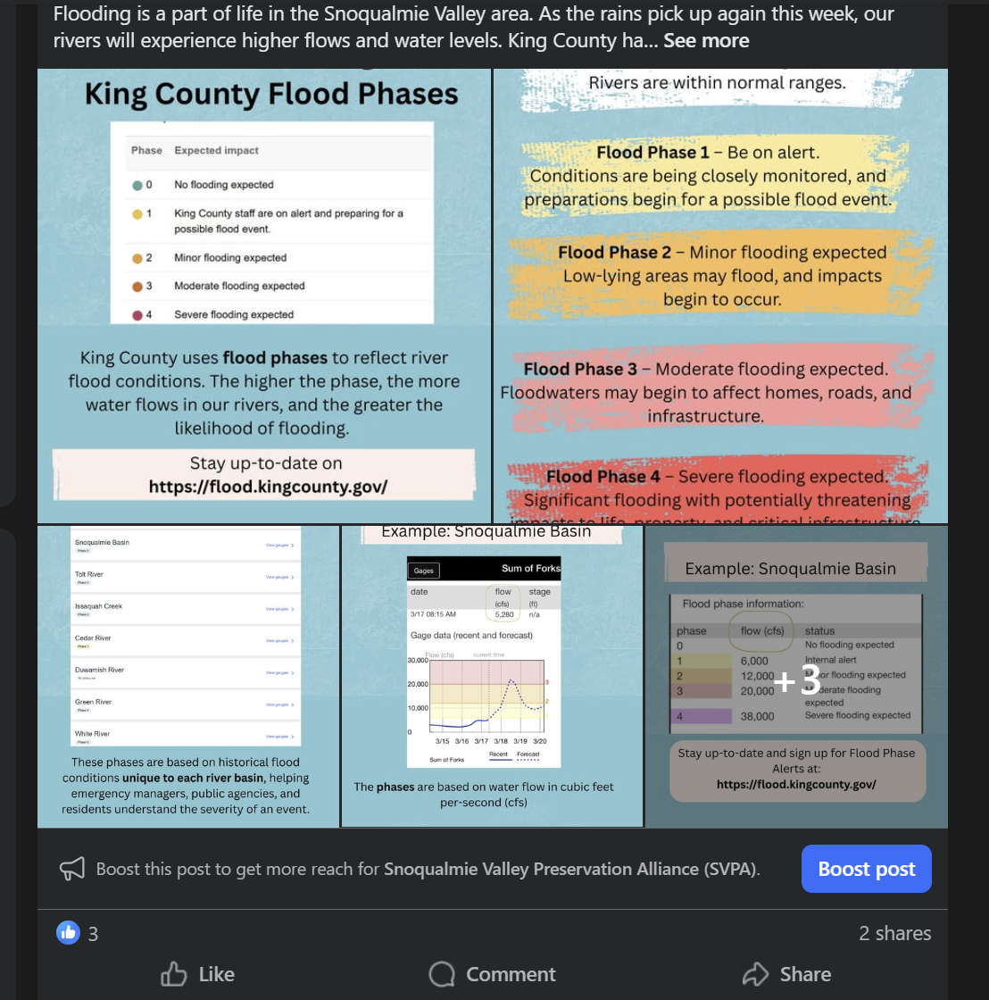 Flooding is a part of life in the Snoqualmie Valley area. As the rains pick up again this week, our
rivers will experience higher flows and water levels. King County ha... See more
King County Flood Phases
Phase Expected impact
0 No flooding expected
1 King County staff are on alert and preparing for a
possible flood event.
2 Minor flooding expected
3 Moderate flooding expected
4 Severe flooding expected
King County uses flood phases to reflect river
flood conditions. The higher the phase, the more
water flows in our rivers, and the greater the
likelihood of flooding.
Stay up-to-date on
https://flood.kingcounty.gov/
Rivers are within normal ranges.
Flood Phase 1 – Be on alert.
Conditions are being closely monitored, and
preparations begin for a possible flood event.
Flood Phase 2 – Minor flooding expected
Low-lying areas may flood, and impacts
begin to occur.
Flood Phase 3 – Moderate flooding expected.
Floodwaters may begin to affect homes, roads, and
infrastructure.
Flood Phase 4 – Severe flooding expected.
Significant flooding with potentially threatening
impacts to life, property, and critical infrastructure
Snoqualmie Basin
View gauges
Tolt River
View gauges
Issaquah Creek
View gauges
Cedar River
View gauges
Duwamish River
View gauges
Green River
View gauges
White River
View gauges
These phases are based on historical flood
conditions unique to each river basin, helping
emergency managers, public agencies, and
residents understand the severity of an event.
Example: Snoqualmie Basin
Gages Sum of Forks
date flow stage
(cfs) (ft)
3/17 08:15 AM 5,280 n/a
Gage data (recent and forecast)
Flow (cfs) current time
30,000
20,000 3
2
10,000
0
3/15 3/16 3/17 3/18 3/19 3/20
Sum of Forks Recent Forecast
The phases are based on water flow in cubic feet
per-second (cfs)
Example: Snoqualmie Basin
Flood phase information:
phase flow (cfs) status
0 No flooding expected
1 6,000 Internal alert
2 12,000 Minor flooding expected
3 20,000 Moderate flooding
expected
4 38,000 Severe flooding expected
+3
Stay up-to-date and sign up for Flood Phase
Alerts at:
https://flood.kingcounty.gov/
Boost this post to get more reach for Snoqualmie Valley Preservation Alliance (SVPA).
Boost post
3 2 shares
Like Comment Share